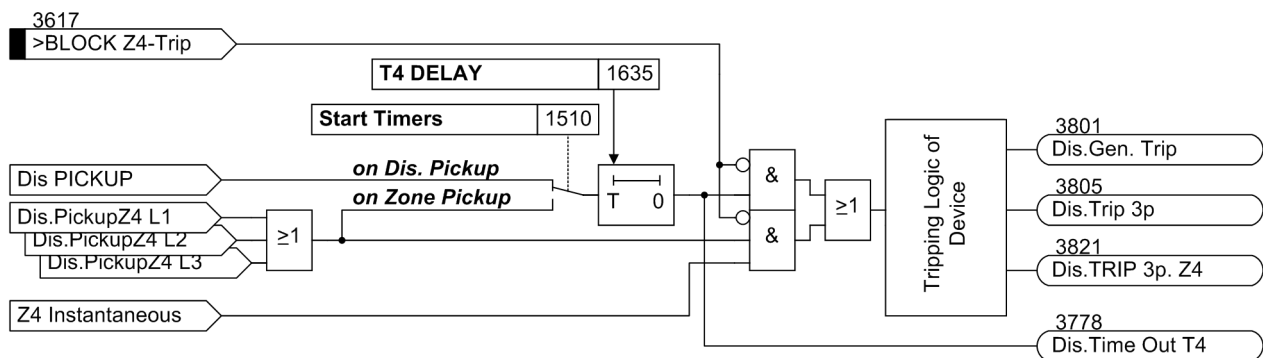 3617
>BLOCK Z4-Trip
T4 DELAY 1635
Start Timers 1510
Dis PICKUP
on Dis. Pickup
on Zone Pickup
T 0
Dis.PickupZ4 L1
Dis.PickupZ4 L2
Dis.PickupZ4 L3
≥1
Z4 Instantaneous
&
&
≥1
Tripping Logic of
Device
3801
Dis.Gen. Trip
3805
Dis.Trip 3p
3821
Dis.TRIP 3p. Z4
3778
Dis.Time Out T4